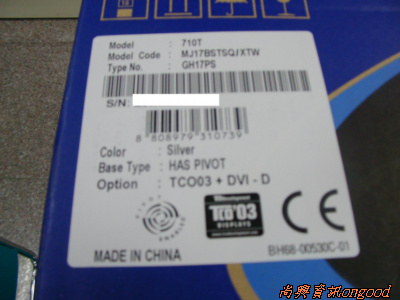 Model : 710T
Model Code : MJ17BSTSQ/XTW
Type No. : GH17PS
S/N:
8 808979 310739
Color : Silver
Base Type : HAS PIVOT
Option : TCO03 + DVI - D
TCO'03
DISPLAYS
CE
MADE IN CHINA
BH68-00530C-01
尚興資訊ongood